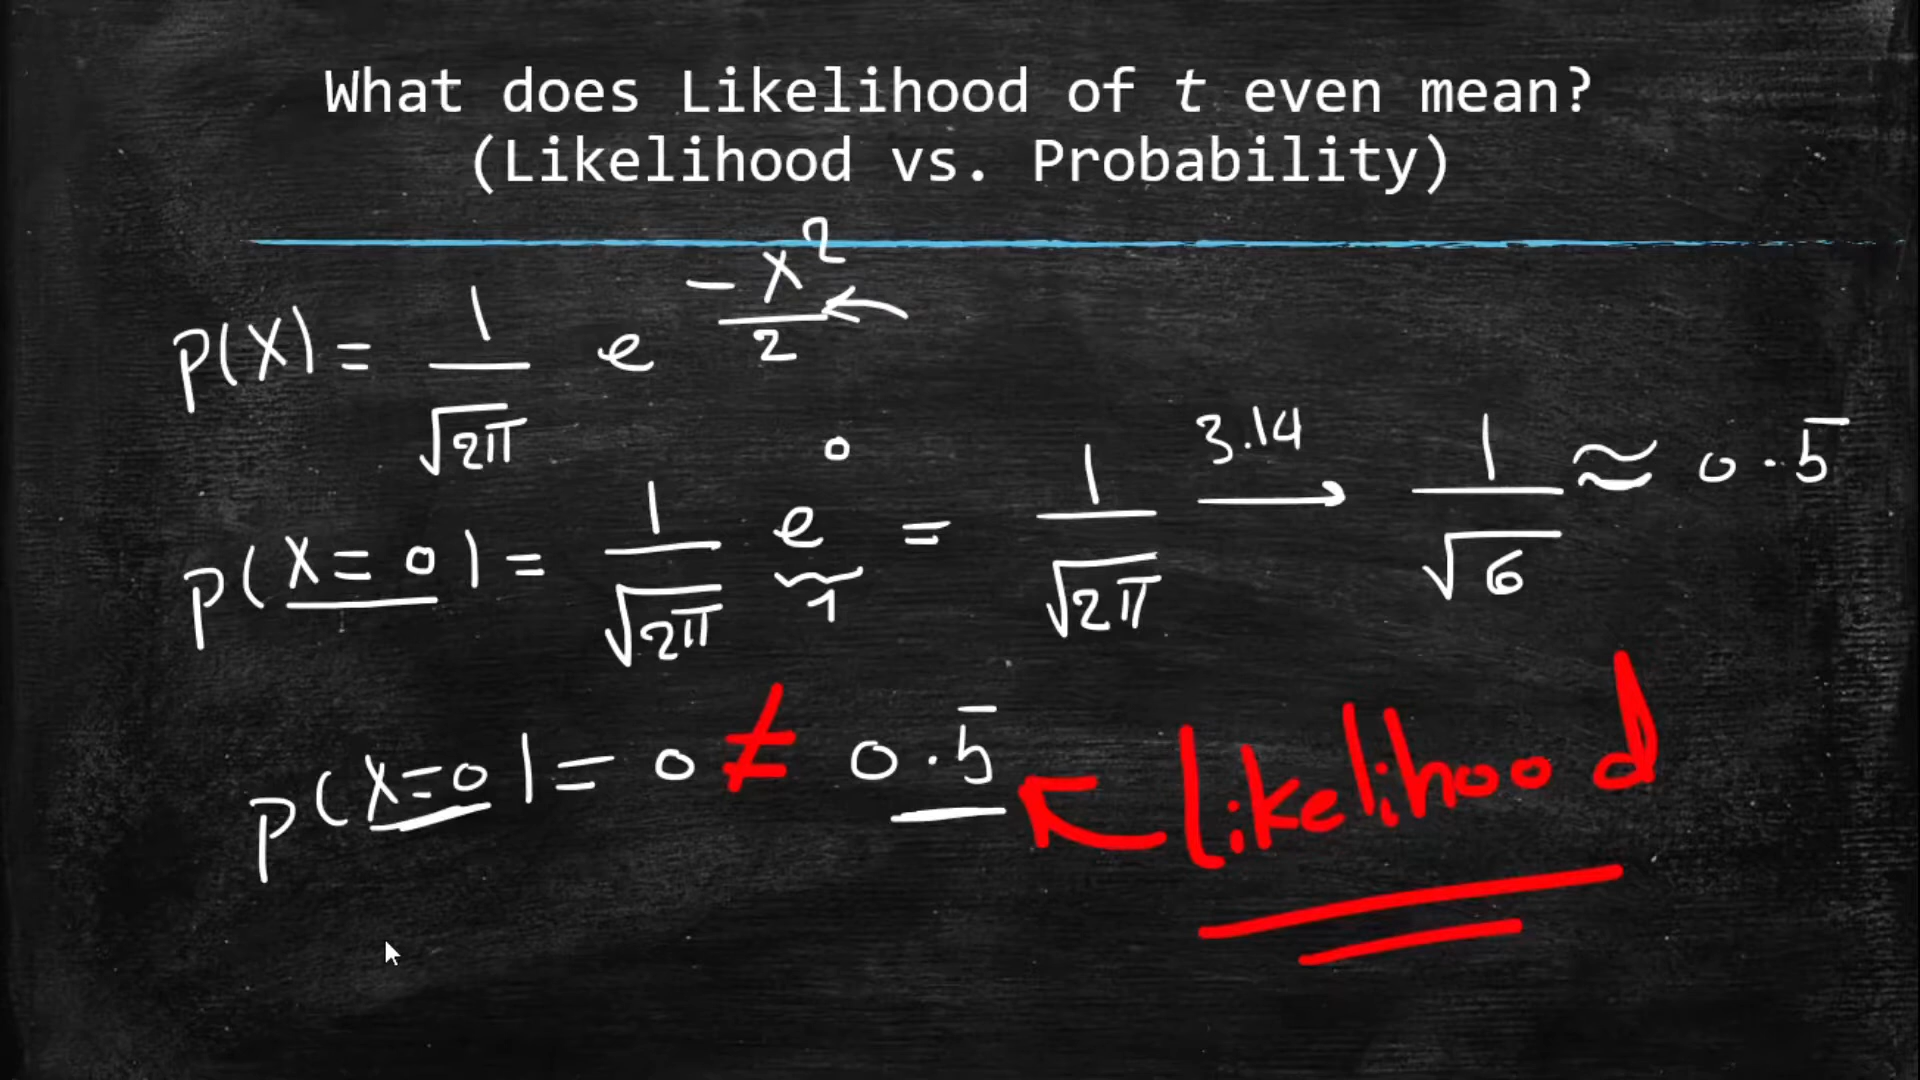 What does Likelihood of t even mean?
(Likelihood vs. Probability)
P(X) = 1/√2π e^(-x²/2)
P(X=0) = 1/√2π e^0 = 1/√2π 3.14 → 1/√6 ≈ 0.5
1
P(X=0) = 0 ≠ 0.5 ← Likelihood